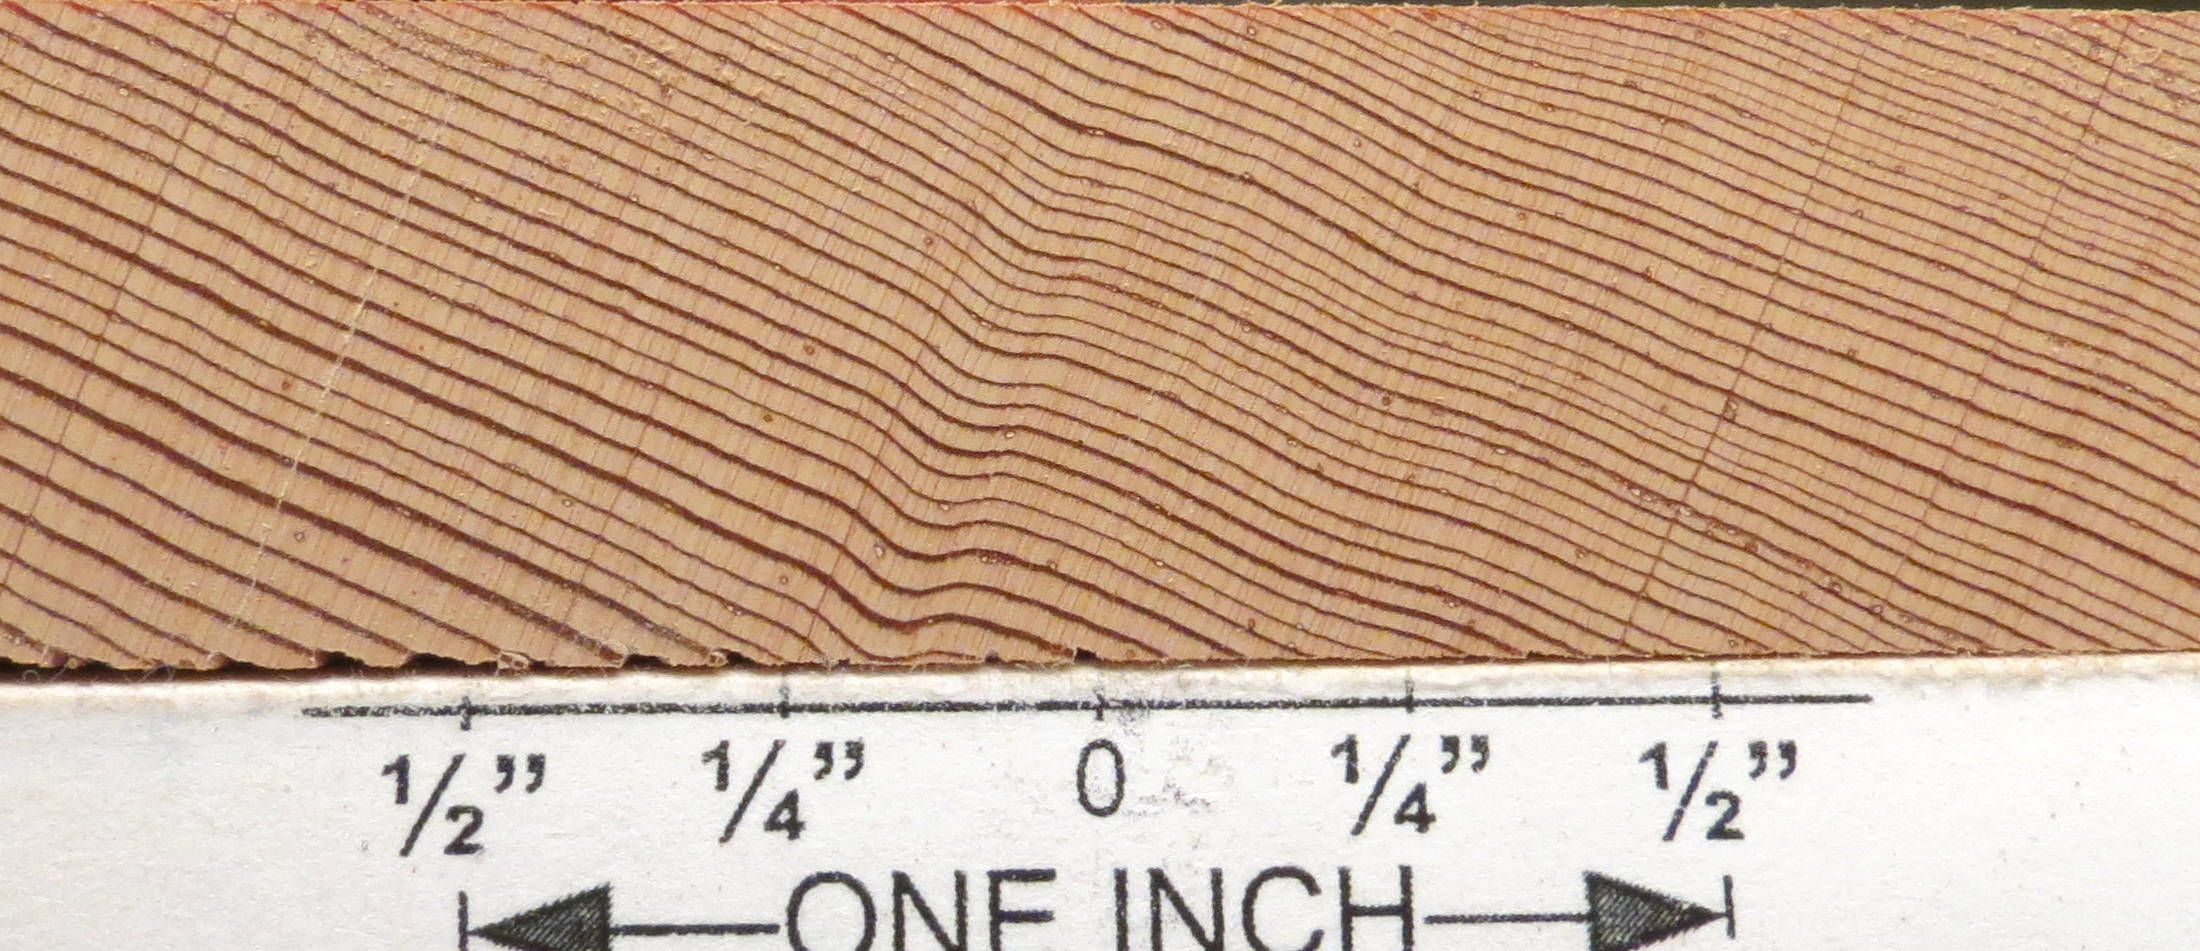 1/2” 1/4” 0 1/4” 1/2”
ONE INCH